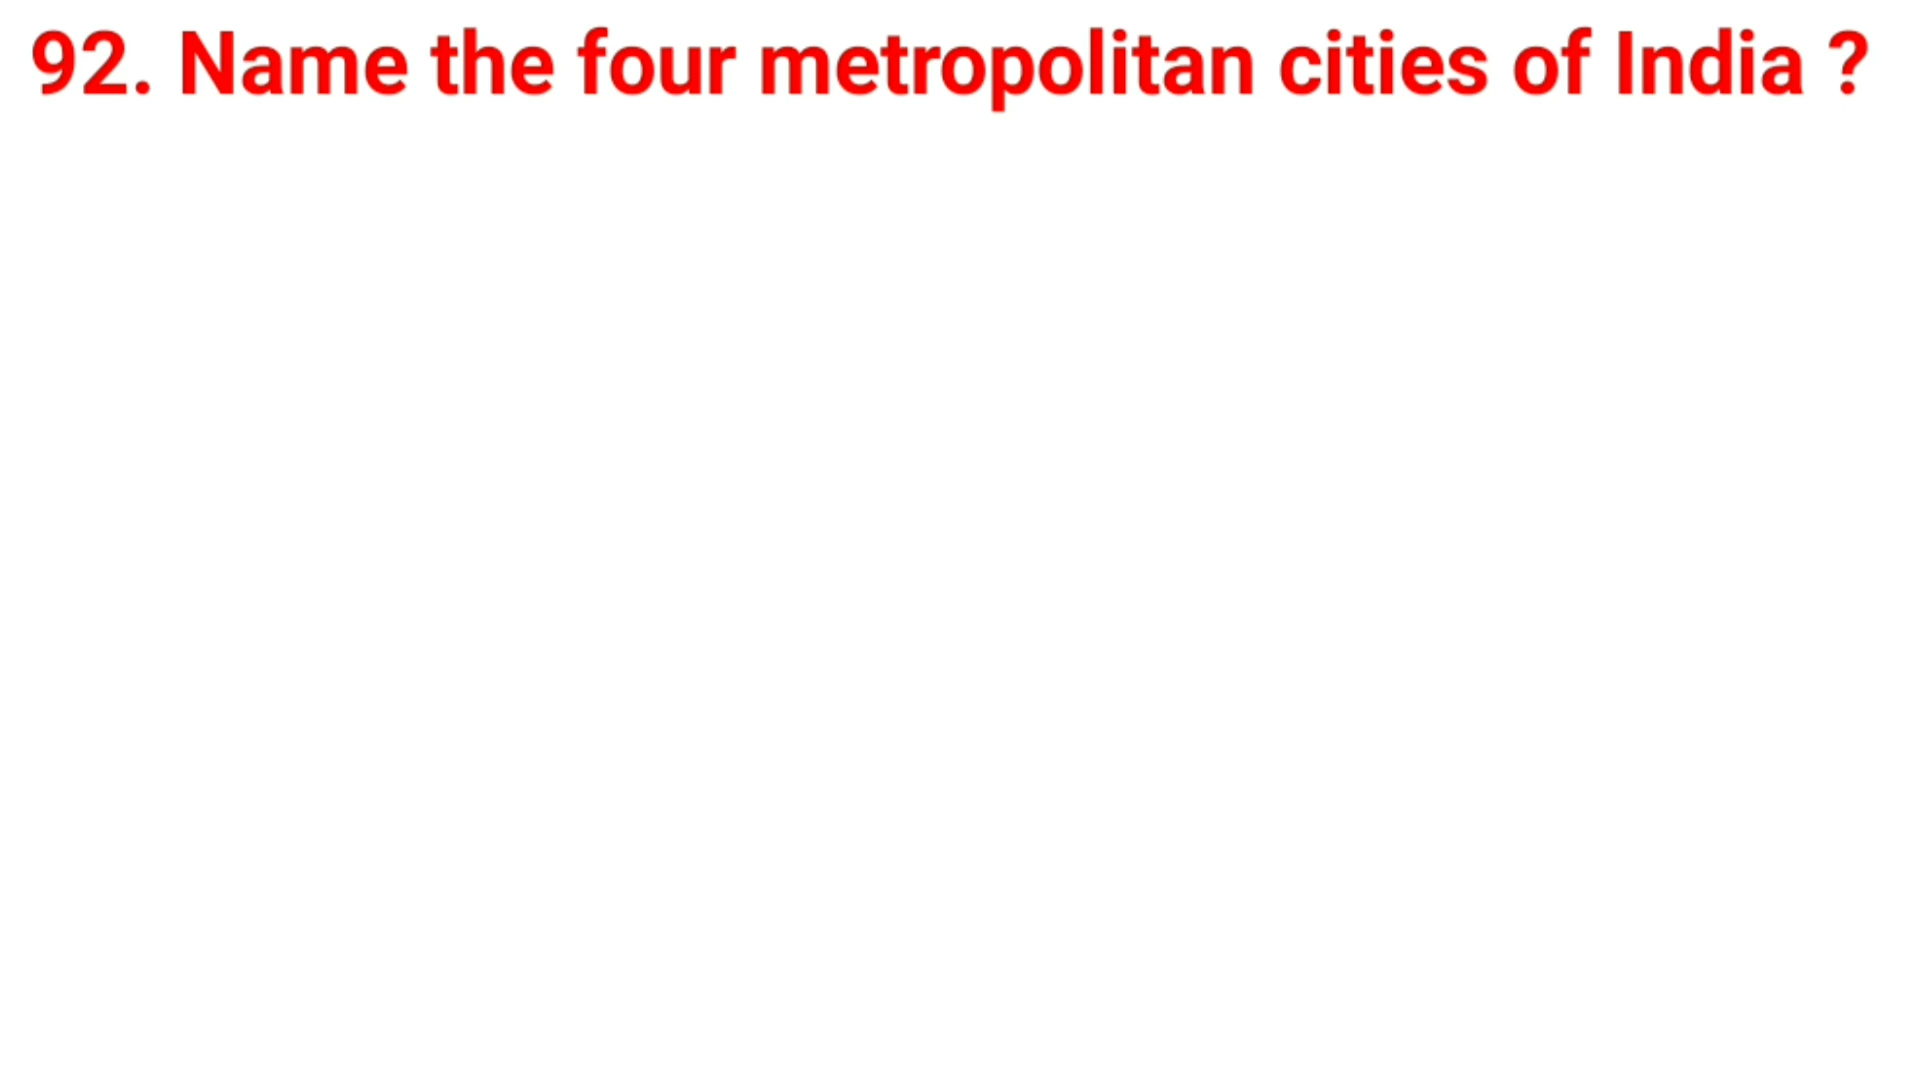 92. Name the four metropolitan cities of India ?